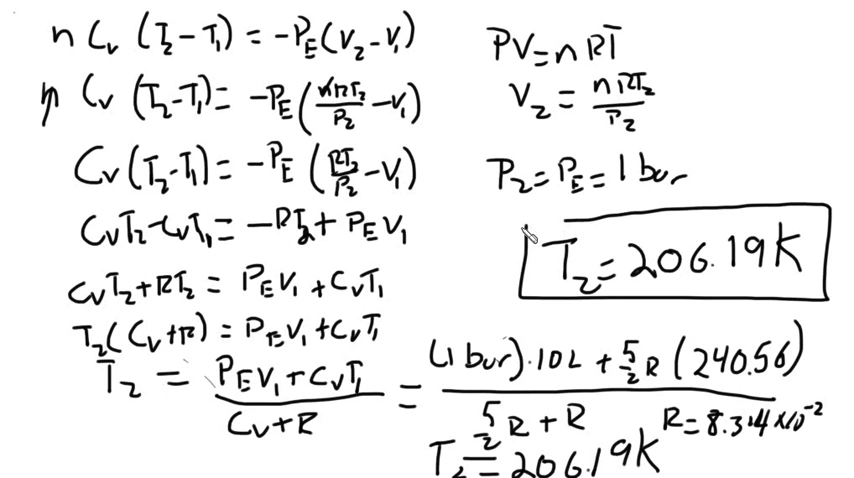 n Cv (T2 - T1) = -PE(V2 - V1)
n Cv (T2-T1) = -PE(nRT2/P2 - V1)
Cv (T2-T1) = -PE (RT2/P2 - V1)
CvT2 - CvT1 = -RT2 + PEV1
CvT2 + RT2 = PEV1 + CvT1
T2(Cv+R) = PEV1 + CvT1
T2 = PEV1 + CvT1 / Cv+R = (1 bar)·10L + 5/2 R (240.56) / 5/2 R + R
R = 8.314x10^-2
T2 = 206.19K
PV = nRT
V2 = nRT2/P2
P2 = PE = 1 bar
T2 = 206.19K